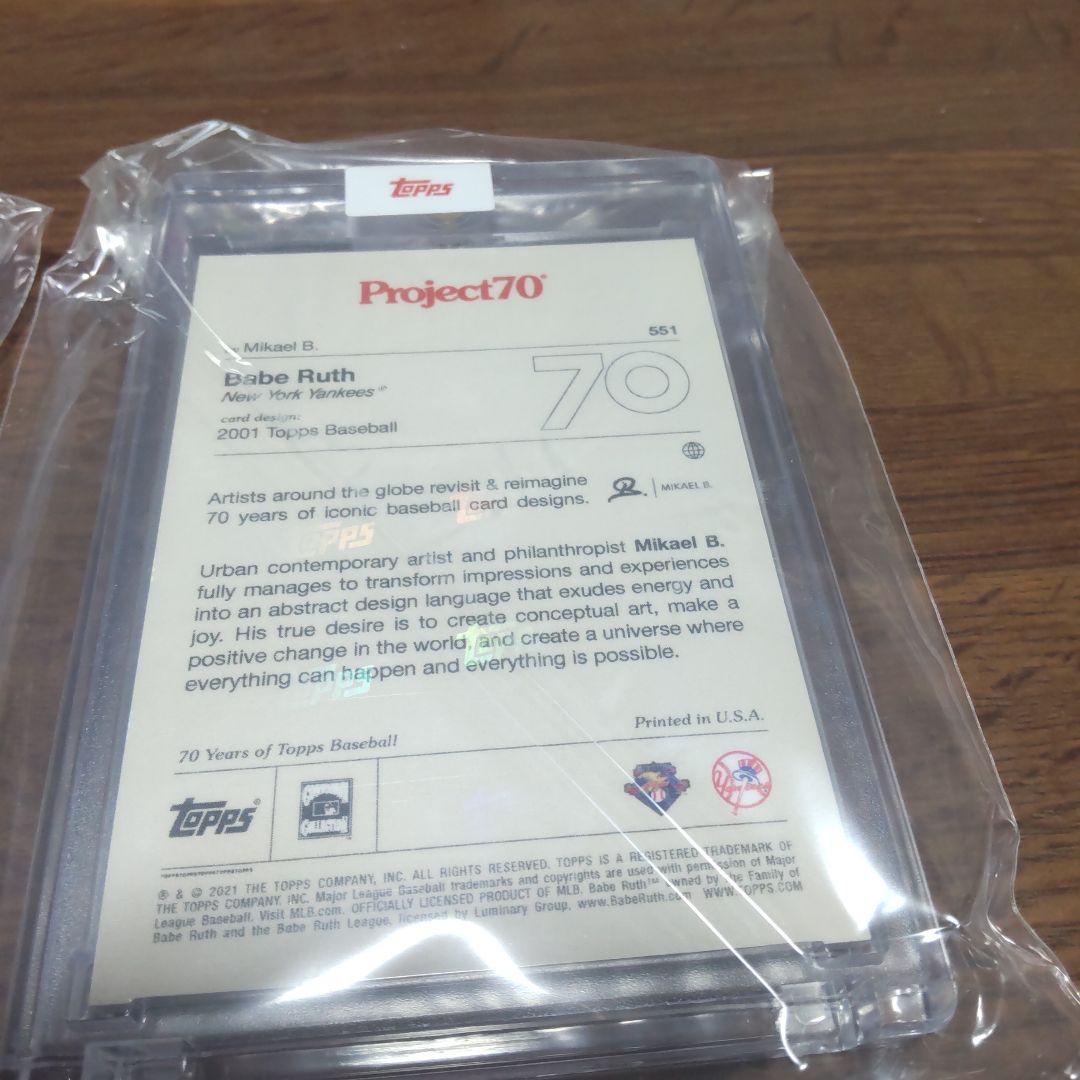 TOPPS
Project70®
Mikael B.
551
Babe Ruth
70
New York Yankees®
card design:
2001 Topps Baseball
Artists around the globe revisit & reimagine
70 years of iconic baseball card designs.
MIKAEL B.
Urban contemporary artist and philanthropist Mikael B.
fully manages to transform impressions and experiences
into an abstract design language that exudes energy and
joy. His true desire is to create conceptual art, make a
positive change in the world, and create a universe where
everything can happen and everything is possible.
Printed in U.S.A.
70 Years of Topps Baseball
TOPPS®
® & © 2021 THE TOPPS COMPANY, INC. ALL RIGHTS RESERVED. TOPPS IS A REGISTERED TRADEMARK OF
THE TOPPS COMPANY, INC. Major League Baseball trademarks and copyrights are used with permission of Major
League Baseball. Visit MLB.com. OFFICIALLY LICENSED PRODUCT OF MLB. Babe Ruth™ owned by the Family of
Babe Ruth and the Babe Ruth League, licensed by Luminary Group. www.BabeRuth.com WWW.TOPPS.COM